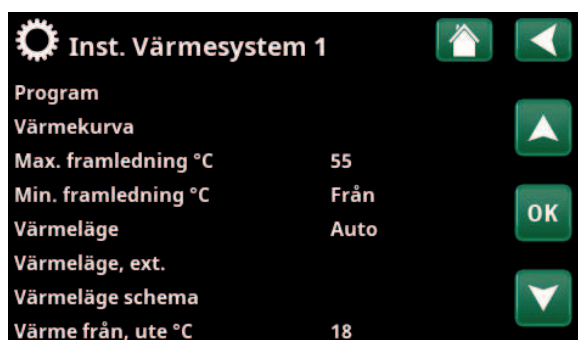 Inst. Värmesystem 1
Program
Värmekurva
Max. framledning °C 55
Min. framledning °C Från
Värmeläge Auto
OK
Värmeläge, ext.
Värmeläge schema
Värme från, ute °C 18